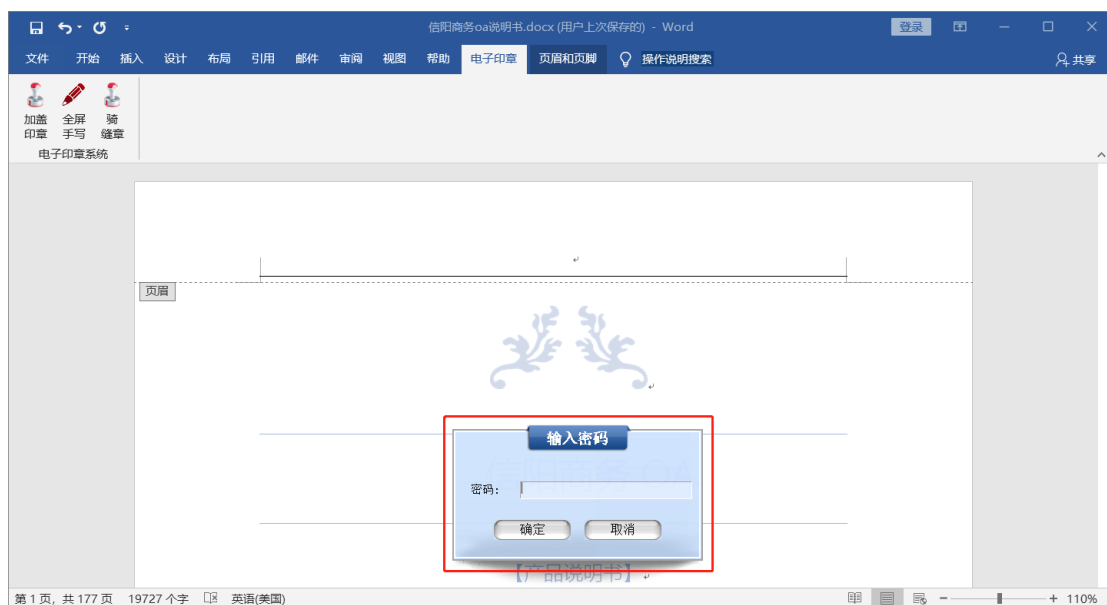 信阳商务oa说明书.docx (用户上次保存的) - Word
登录
文件 开始 插入 设计 布局 引用 邮件 审阅 视图 帮助 电子印章 页眉和页脚 操作说明搜索 共享
加盖 全屏 骑
印章 手写 缝章
电子印章系统
页眉
输入密码
信阳商务 OA
密码:
确定 取消
【产品说明书】
第 1 页, 共 177 页 19727 个字 英语(美国) 110%